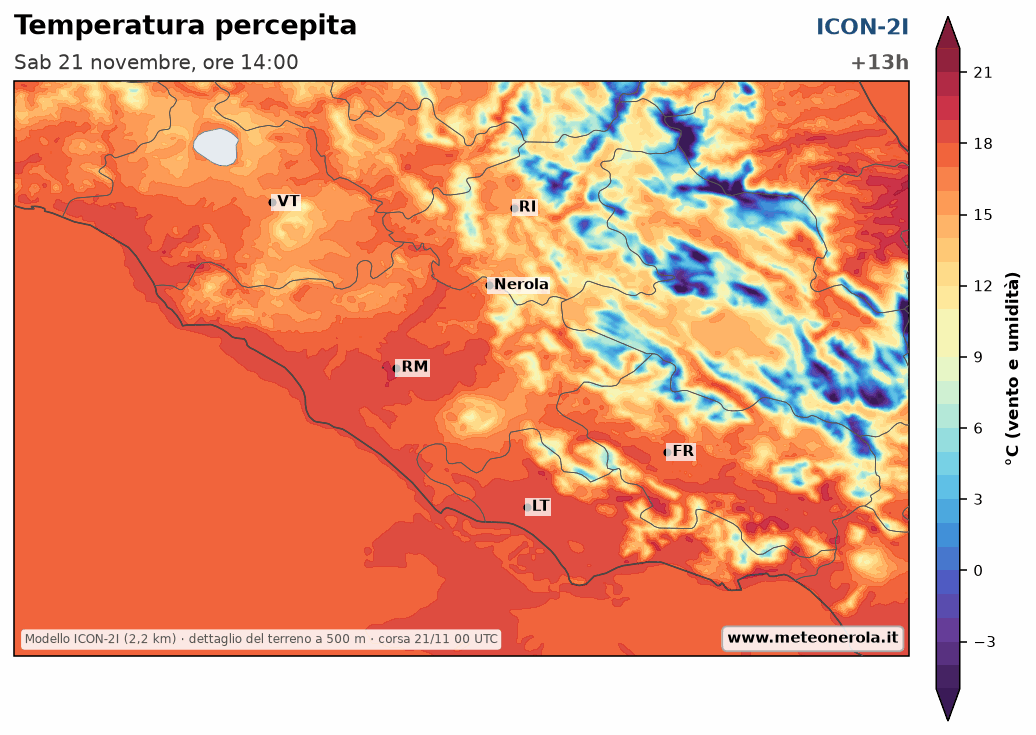 Temperatura percepita
ICON-2I
Sab 21 novembre, ore 14:00
+13h
21
18
15
12
9
6
3
0
−3
°C (vento e umidità)
VT
RI
Nerola
RM
FR
LT
Modello ICON-2I (2,2 km) · dettaglio del terreno a 500 m · corsa 21/11 00 UTC
www.meteonerola.it